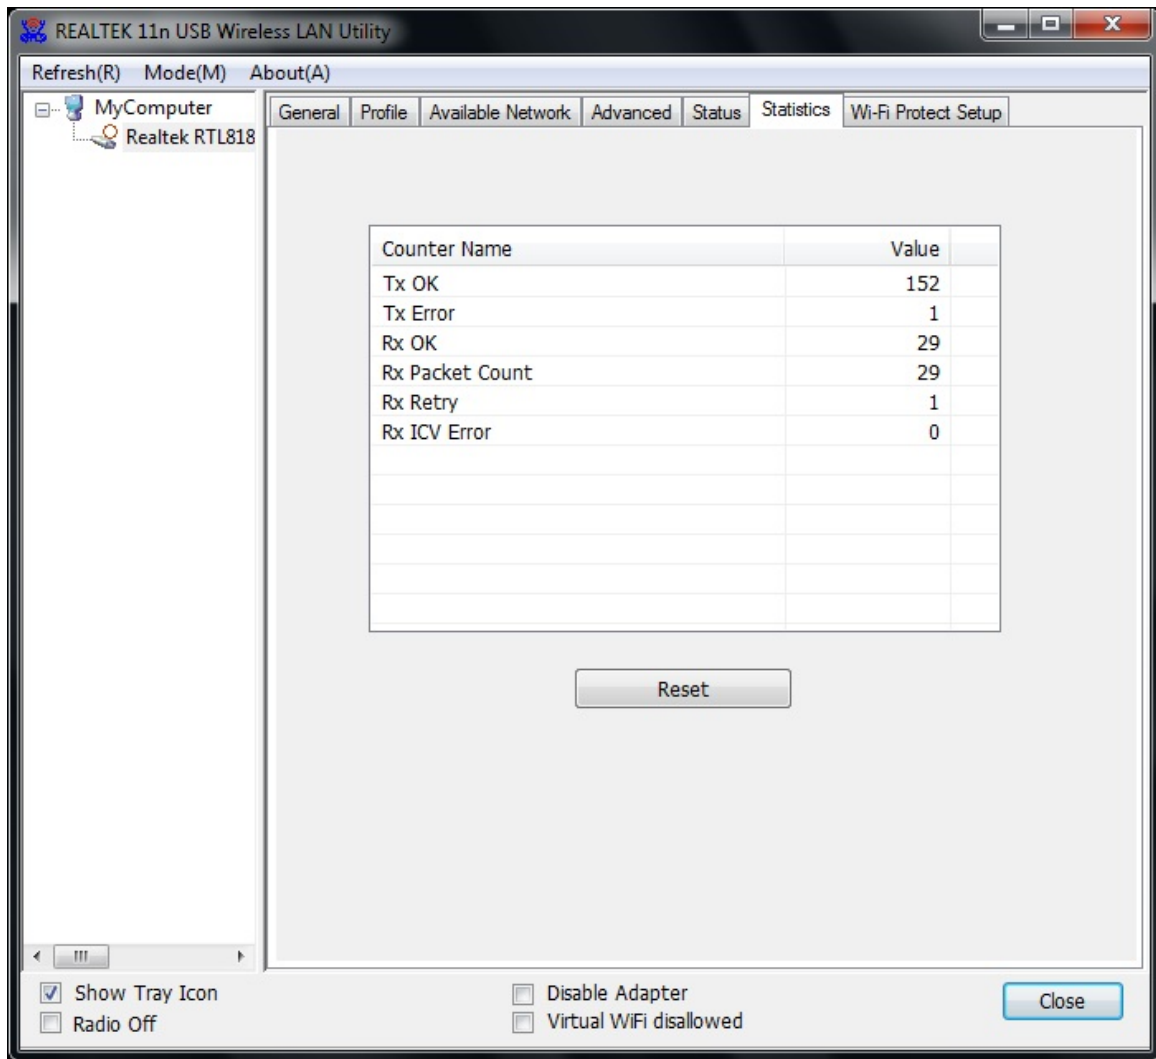 REALTEK 11n USB Wireless LAN Utility
Refresh(R) Mode(M) About(A)
MyComputer
Realtek RTL818
General Profile Available Network Advanced Status Statistics Wi-Fi Protect Setup
Counter Name Value
Tx OK 152
Tx Error 1
Rx OK 29
Rx Packet Count 29
Rx Retry 1
Rx ICV Error 0
Reset
Show Tray Icon
Radio Off
Disable Adapter
Virtual WiFi disallowed
Close